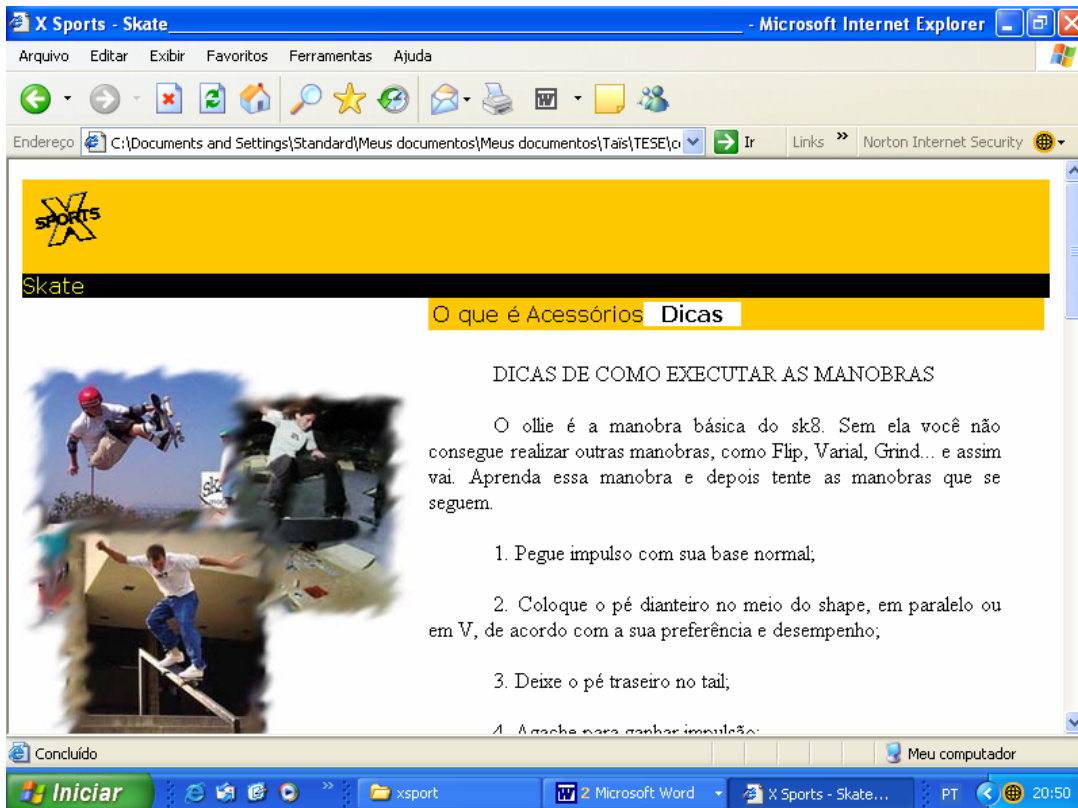 X Sports - Skate - Microsoft Internet Explorer
Arquivo Editar Exibir Favoritos Ferramentas Ajuda
Endereço C:\Documents and Settings\Standard\Meus documentos\Meus documentos\Taïs\TESE\c Ir Links » Norton Internet Security
X SPORTS
Skate
O que é Acessórios Dicas
DICAS DE COMO EXECUTAR AS MANOBRAS
O ollie é a manobra básica do sk8. Sem ela você não
consegue realizar outras manobras, como Flip, Varial, Grind... e assim
vai. Aprenda essa manobra e depois tente as manobras que se
seguem.
1. Pegue impulso com sua base normal;
2. Coloque o pé dianteiro no meio do shape, em paralelo ou
em V, de acordo com a sua preferência e desempenho;
3. Deixe o pé traseiro no tail;
4. Agache para ganhar impulsão;
Concluído Meu computador
Iniciar » xsport 2 Microsoft Word X Sports - Skate... PT 20:50